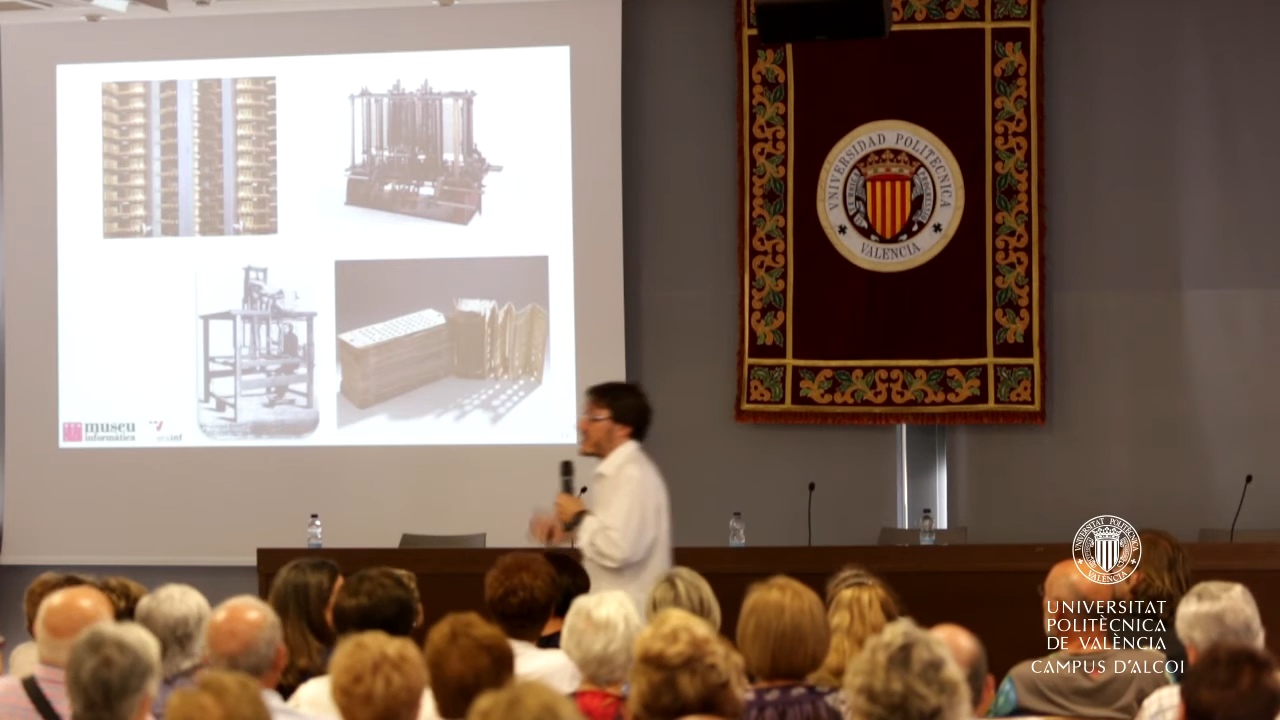 museu
informàtica
VNIVERSIDAD POLITECNICA
VALENCIA
UNIVERSITAT
POLITÈCNICA
DE VALÈNCIA
CAMPUS D'ALCOI